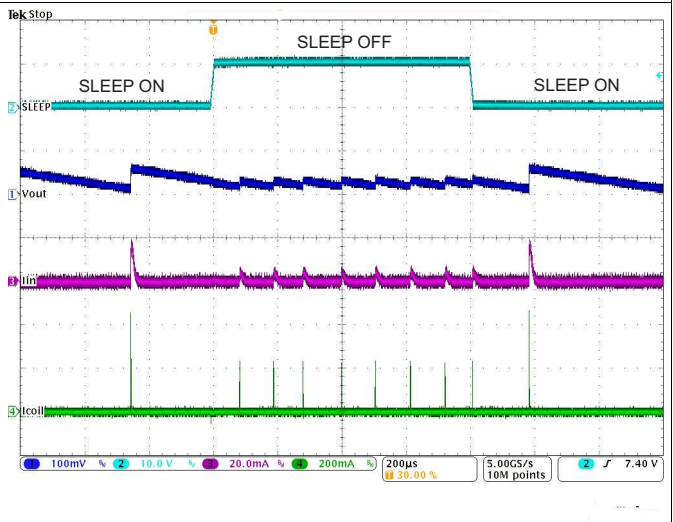 Tek Stop
T
SLEEP OFF
SLEEP ON
SLEEP ON
2 SLEEP
1 Vout
3 Iin
4 Icoil
1 100mV 2 10.0 V 3 20.0mA 4 200mA
200µs
T 30.00 %
5.00GS/s
10M points
2 7.40 V